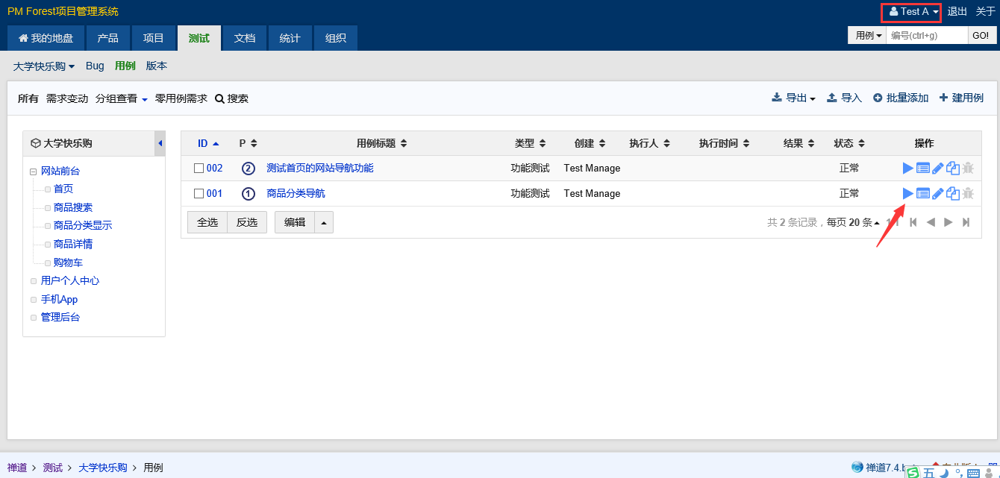 PM Forest项目管理系统
Test A 退出 关于
我的地盘 产品 项目 测试 文档 统计 组织
用例 编号(ctrl+g) GO!
大学快乐购 Bug 用例 版本
所有 需求变动 分组查看 零用例需求 搜索
导出 导入 批量添加 建用例
大学快乐购
网站前台
首页
商品搜索
商品分类显示
商品详情
购物车
用户个人中心
手机App
管理后台
ID P 用例标题 类型 创建 执行人 执行时间 结果 状态 操作
002 2 测试首页的网站导航功能 功能测试 Test Manage 正常
001 1 商品分类导航 功能测试 Test Manage 正常
全选 反选 编辑
共 2 条记录，每页 20 条
禅道 > 测试 > 大学快乐购 > 用例
禅道7.4.b
五